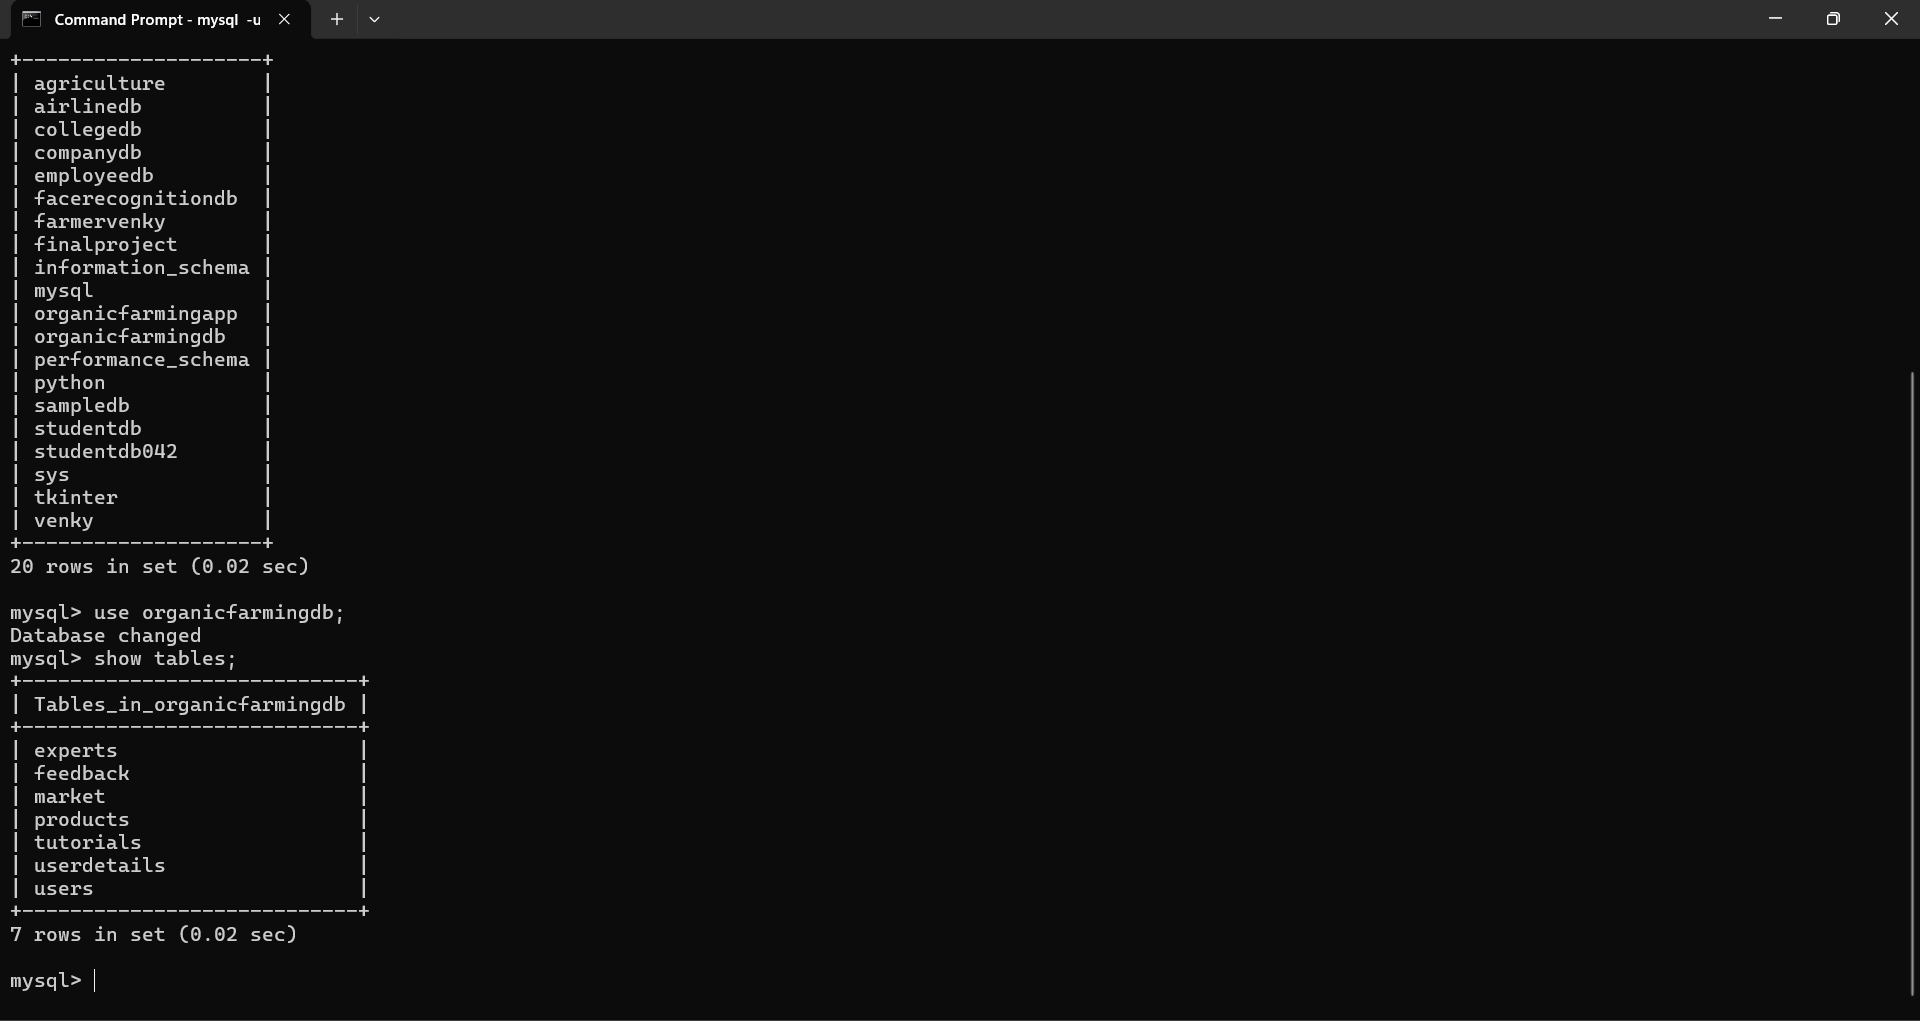 Command Prompt - mysql -u
+--------------------+
| agriculture        |
| airlinedb          |
| collegedb          |
| companydb          |
| employeedb         |
| facerecognitiondb  |
| farmervenky        |
| finalproject       |
| information_schema |
| mysql              |
| organicfarmingapp  |
| organicfarmingdb   |
| performance_schema |
| python             |
| sampledb           |
| studentdb          |
| studentdb042       |
| sys                |
| tkinter            |
| venky              |
+--------------------+
20 rows in set (0.02 sec)

mysql> use organicfarmingdb;
Database changed
mysql> show tables;
+----------------------------+
| Tables_in_organicfarmingdb |
+----------------------------+
| experts                    |
| feedback                   |
| market                     |
| products                   |
| tutorials                  |
| userdetails                |
| users                      |
+----------------------------+
7 rows in set (0.02 sec)

mysql>